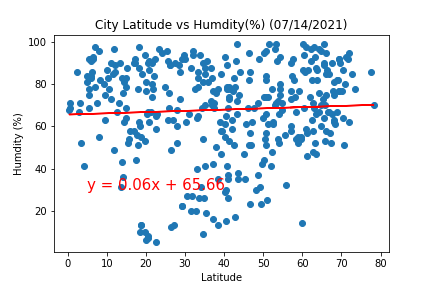 City Latitude vs Humdity(%) (07/14/2021)
Humidity (%)
100
80
60
40
20
y = 0.06x + 65.66
0 10 20 30 40 50 60 70 80
Latitude